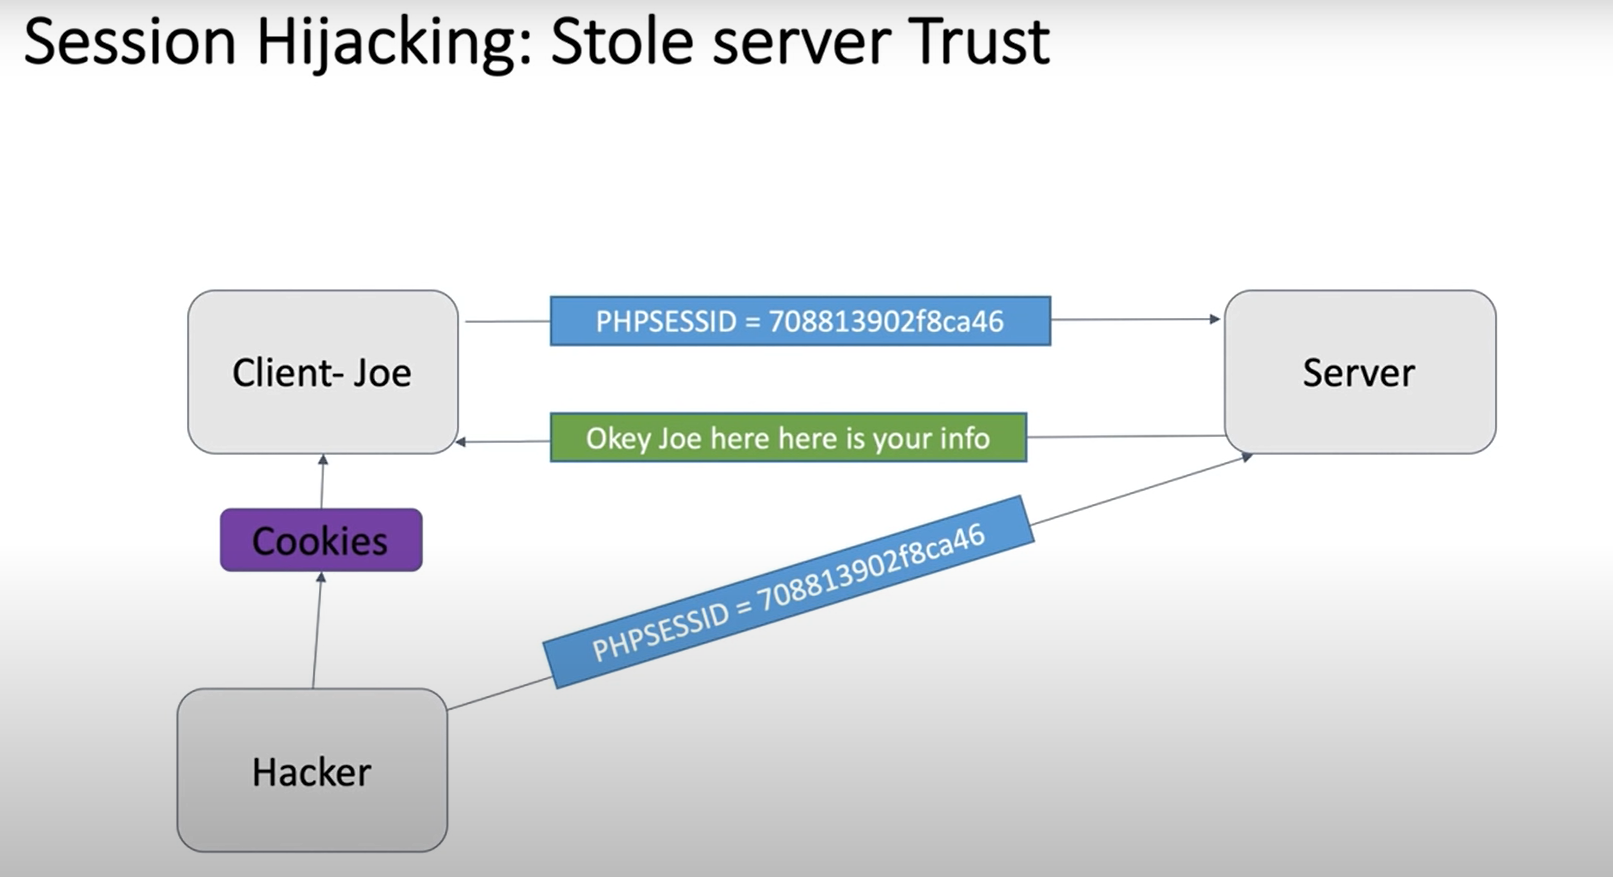 Session Hijacking: Stole server Trust
PHPSESSID = 708813902f8ca46
Client- Joe
Server
Okey Joe here here is your info
Cookies
PHPSESSID = 708813902f8ca46
Hacker